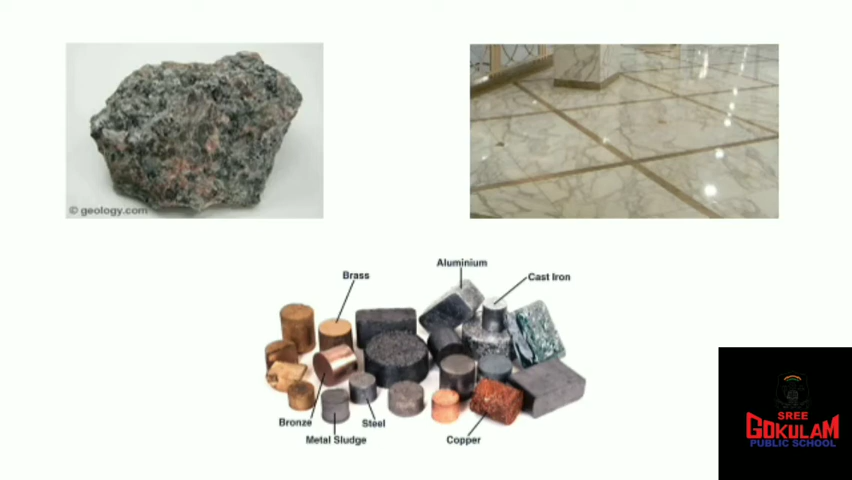 © geology.com
Aluminium
Brass
Cast Iron
Bronze
Steel
Metal Sludge
Copper
SREE
GOKULAM
PUBLIC SCHOOL